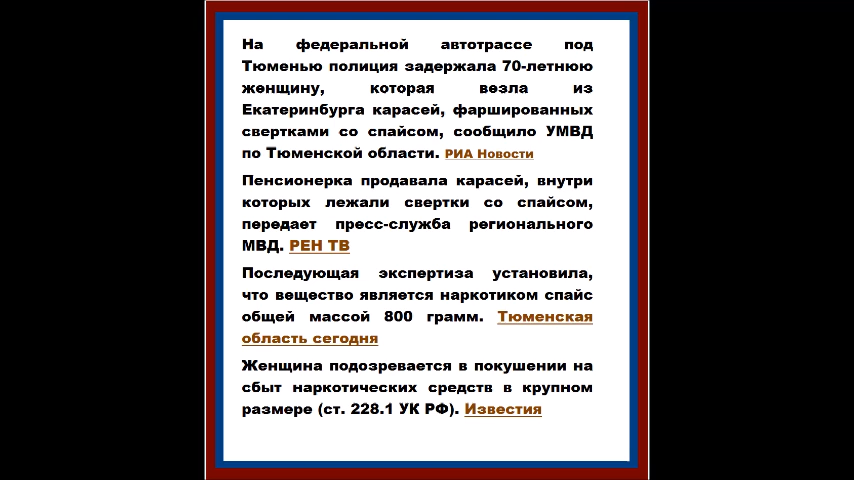 На федеральной автотрассе под
Тюменью полиция задержала 70-летнюю
женщину, которая везла из
Екатеринбурга карасей, фаршированных
свертками со спайсом, сообщило УМВД
по Тюменской области. РИА Новости
Пенсионерка продавала карасей, внутри
которых лежали свертки со спайсом,
передает пресс-служба регионального
МВД. РЕН ТВ
Последующая экспертиза установила,
что вещество является наркотиком спайс
общей массой 800 грамм. Тюменская
область сегодня
Женщина подозревается в покушении на
сбыт наркотических средств в крупном
размере (ст. 228.1 УК РФ). Известия